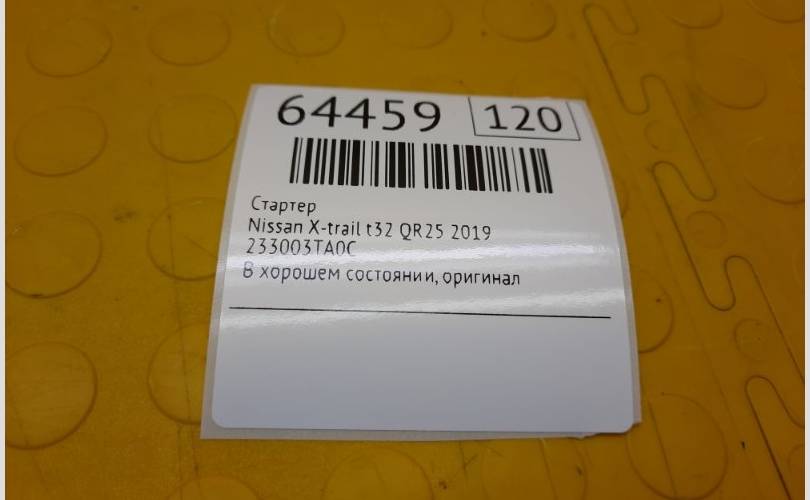 64459 120
Стартер
Nissan X-trail t32 QR25 2019
233003TA0C
В хорошем состоянии, оригинал